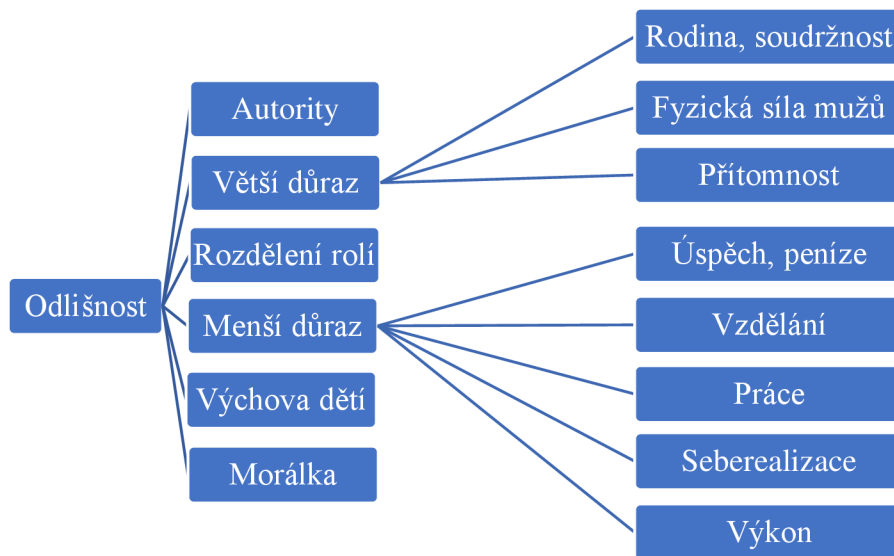 Odlišnost
Autority
Větší důraz
Rozdělení rolí
Menší důraz
Výchova dětí
Morálka
Rodina, soudržnost
Fyzická síla mužů
Přítomnost
Úspěch, peníze
Vzdělání
Práce
Seberealizace
Výkon